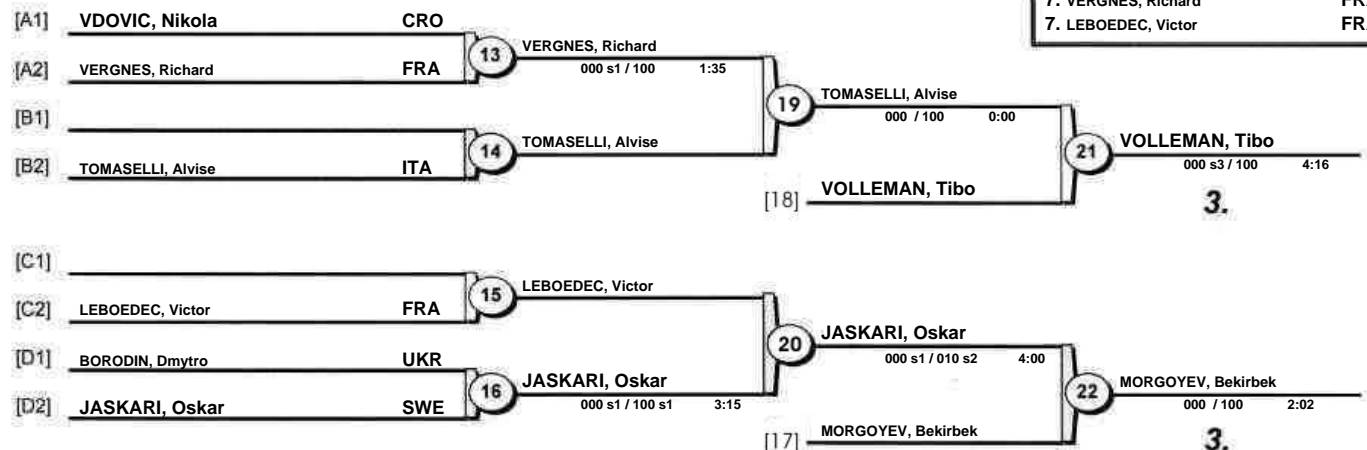 7. VERGNES, Richard
7. LEBOEDEC, Victor FR
[A1] VDOVIC, Nikola CRO
13 VERGNES, Richard
000 s1 / 100 1:35
[A2] VERGNES, Richard FRA
19 TOMASELLI, Alvise
000 / 100 0:00
[B1]
14 TOMASELLI, Alvise
[B2] TOMASELLI, Alvise ITA
21 VOLLEMAN, Tibo
000 s3 / 100 4:16
[18] VOLLEMAN, Tibo
3.
[C1]
15 LEBOEDEC, Victor
[C2] LEBOEDEC, Victor FRA
20 JASKARI, Oskar
000 s1 / 010 s2 4:00
[D1] BORODIN, Dmytro UKR
16 JASKARI, Oskar
000 s1 / 100 s1 3:15
[D2] JASKARI, Oskar SWE
22 MORGOYEV, Bekirbek
000 / 100 2:02
[17] MORGOYEV, Bekirbek
3.